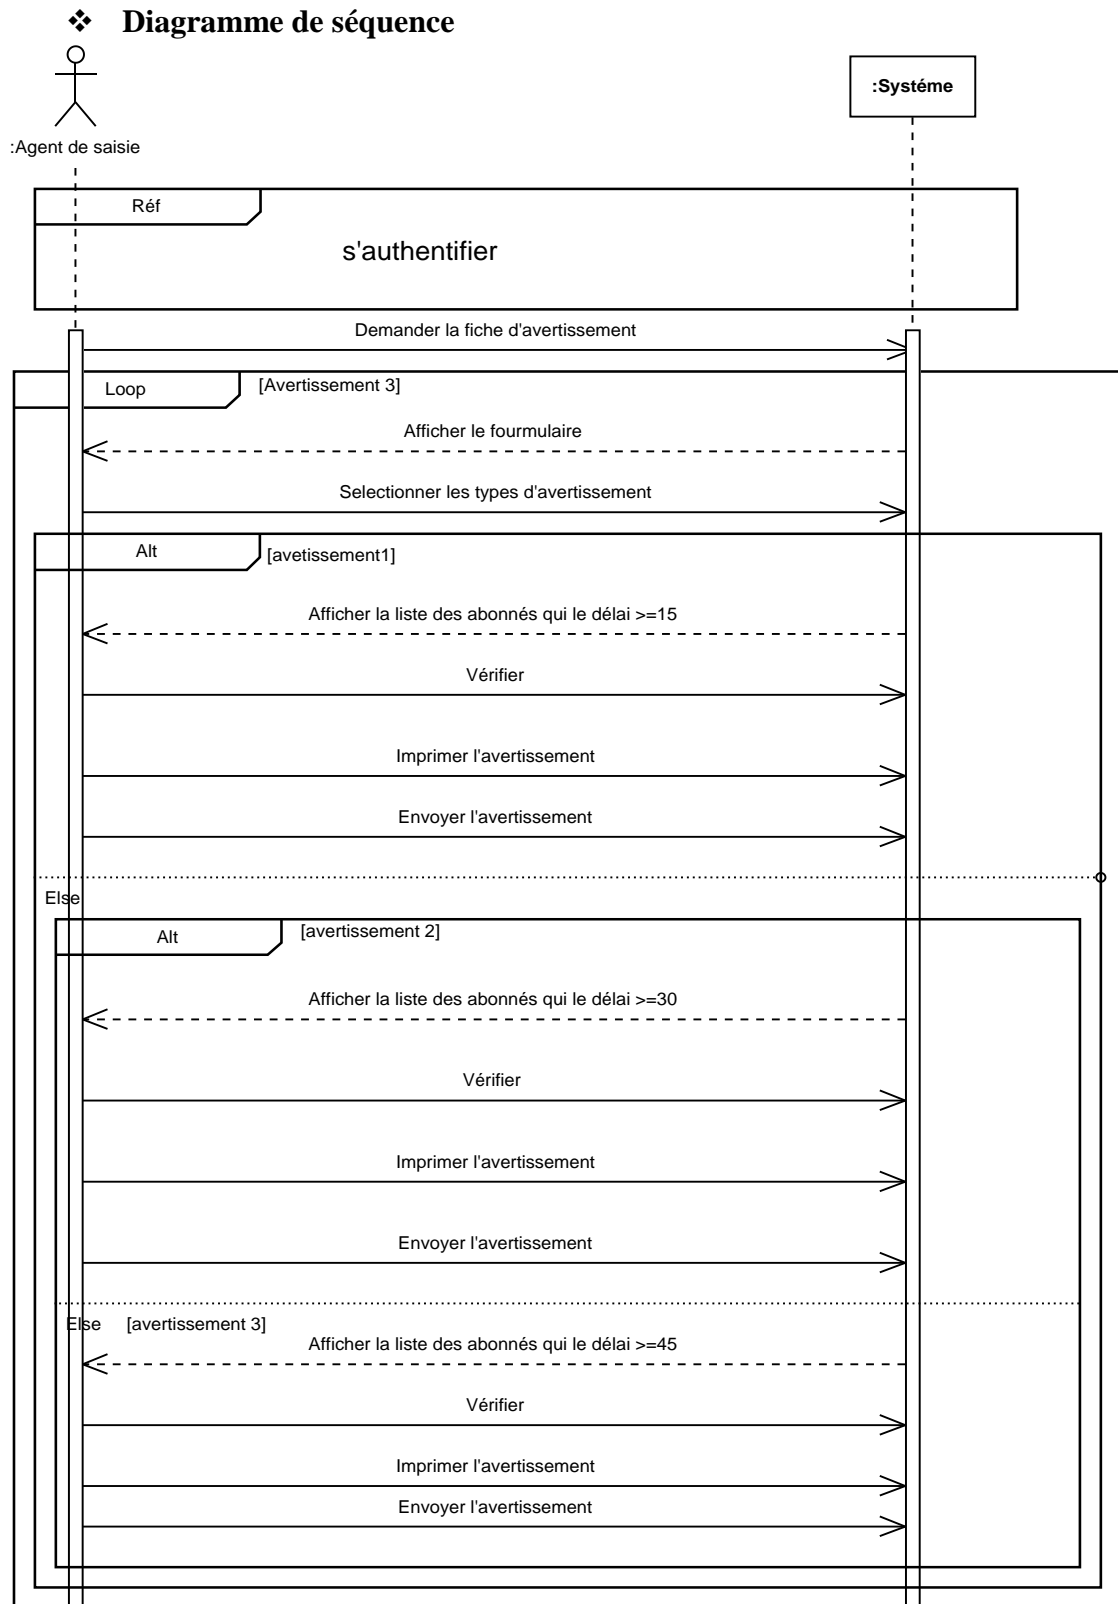 ❖ Diagramme de séquence
:Systéme
:Agent de saisie
Réf
s'authentifier
Demander la fiche d'avertissement
Loop [Avertissement 3]
Afficher le fourmulaire
Selectionner les types d'avertissement
Alt [avetissement1]
Afficher la liste des abonnés qui le délai >=15
Vérifier
Imprimer l'avertissement
Envoyer l'avertissement
Else
Alt [avertissement 2]
Afficher la liste des abonnés qui le délai >=30
Vérifier
Imprimer l'avertissement
Envoyer l'avertissement
Else [avertissement 3]
Afficher la liste des abonnés qui le délai >=45
Vérifier
Imprimer l'avertissement
Envoyer l'avertissement